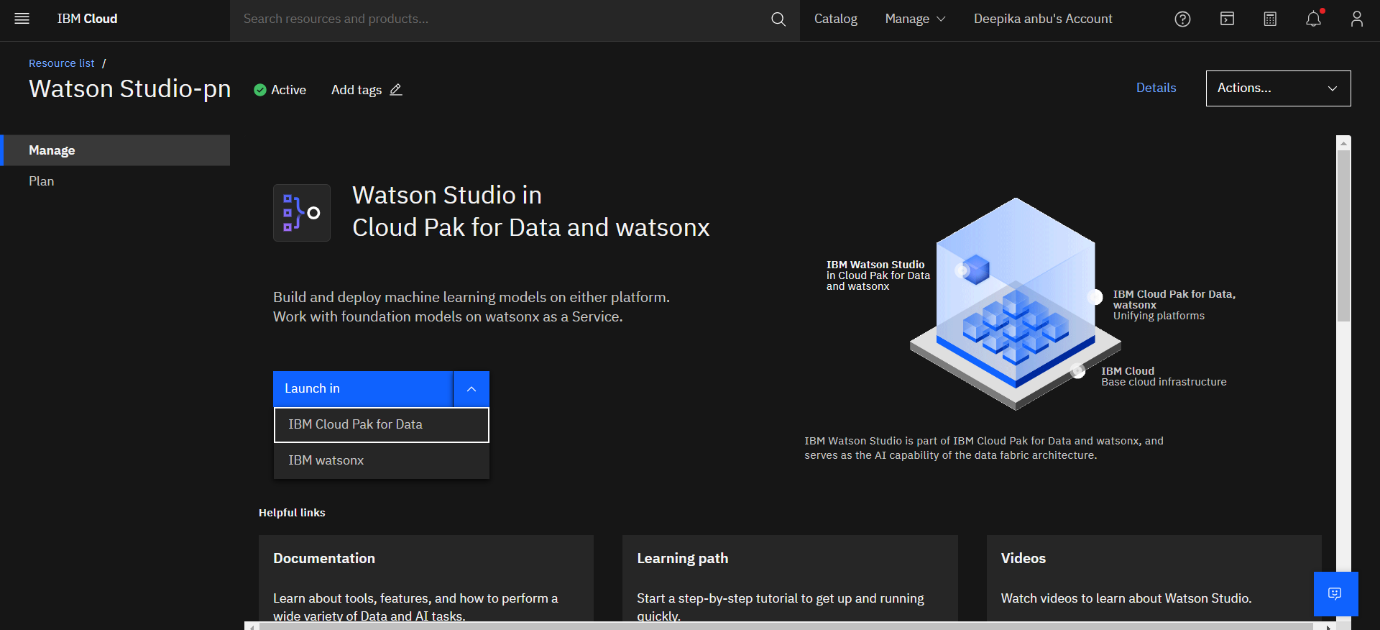 IBM Cloud
Search resources and products...
Catalog
Manage
Deepika anbu's Account
Resource list /
Watson Studio-pn
Active
Add tags
Details
Actions...
Manage
Plan
Watson Studio in
Cloud Pak for Data and watsonx
Build and deploy machine learning models on either platform.
Work with foundation models on watsonx as a Service.
Launch in
IBM Cloud Pak for Data
IBM watsonx
IBM Watson Studio
in Cloud Pak for Data
and watsonx
IBM Cloud Pak for Data,
watsonx
Unifying platforms
IBM Cloud
Base cloud infrastructure
IBM Watson Studio is part of IBM Cloud Pak for Data and watsonx, and
serves as the AI capability of the data fabric architecture.
Helpful links
Documentation
Learn about tools, features, and how to perform a
wide variety of Data and AI tasks.
Learning path
Start a step-by-step tutorial to get up and running
quickly.
Videos
Watch videos to learn about Watson Studio.